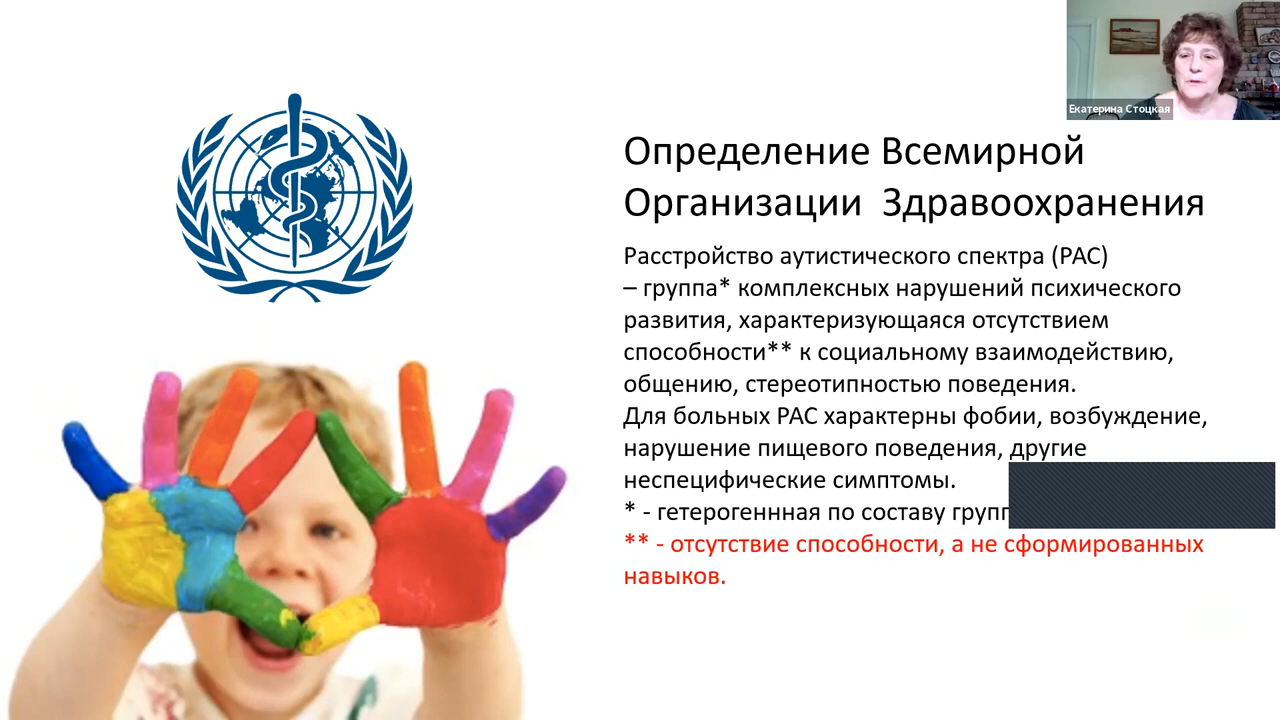 Екатерина Стоцкая
Определение Всемирной
Организации Здравоохранения
Расстройство аутистического спектра (РАС)
– группа* комплексных нарушений психического
развития, характеризующаяся отсутствием
способности** к социальному взаимодействию,
общению, стереотипностью поведения.
Для больных РАС характерны фобии, возбуждение,
нарушение пищевого поведения, другие
неспецифические симптомы.
* - гетерогеннная по составу
** - отсутствие способности, а не сформированных
навыков.